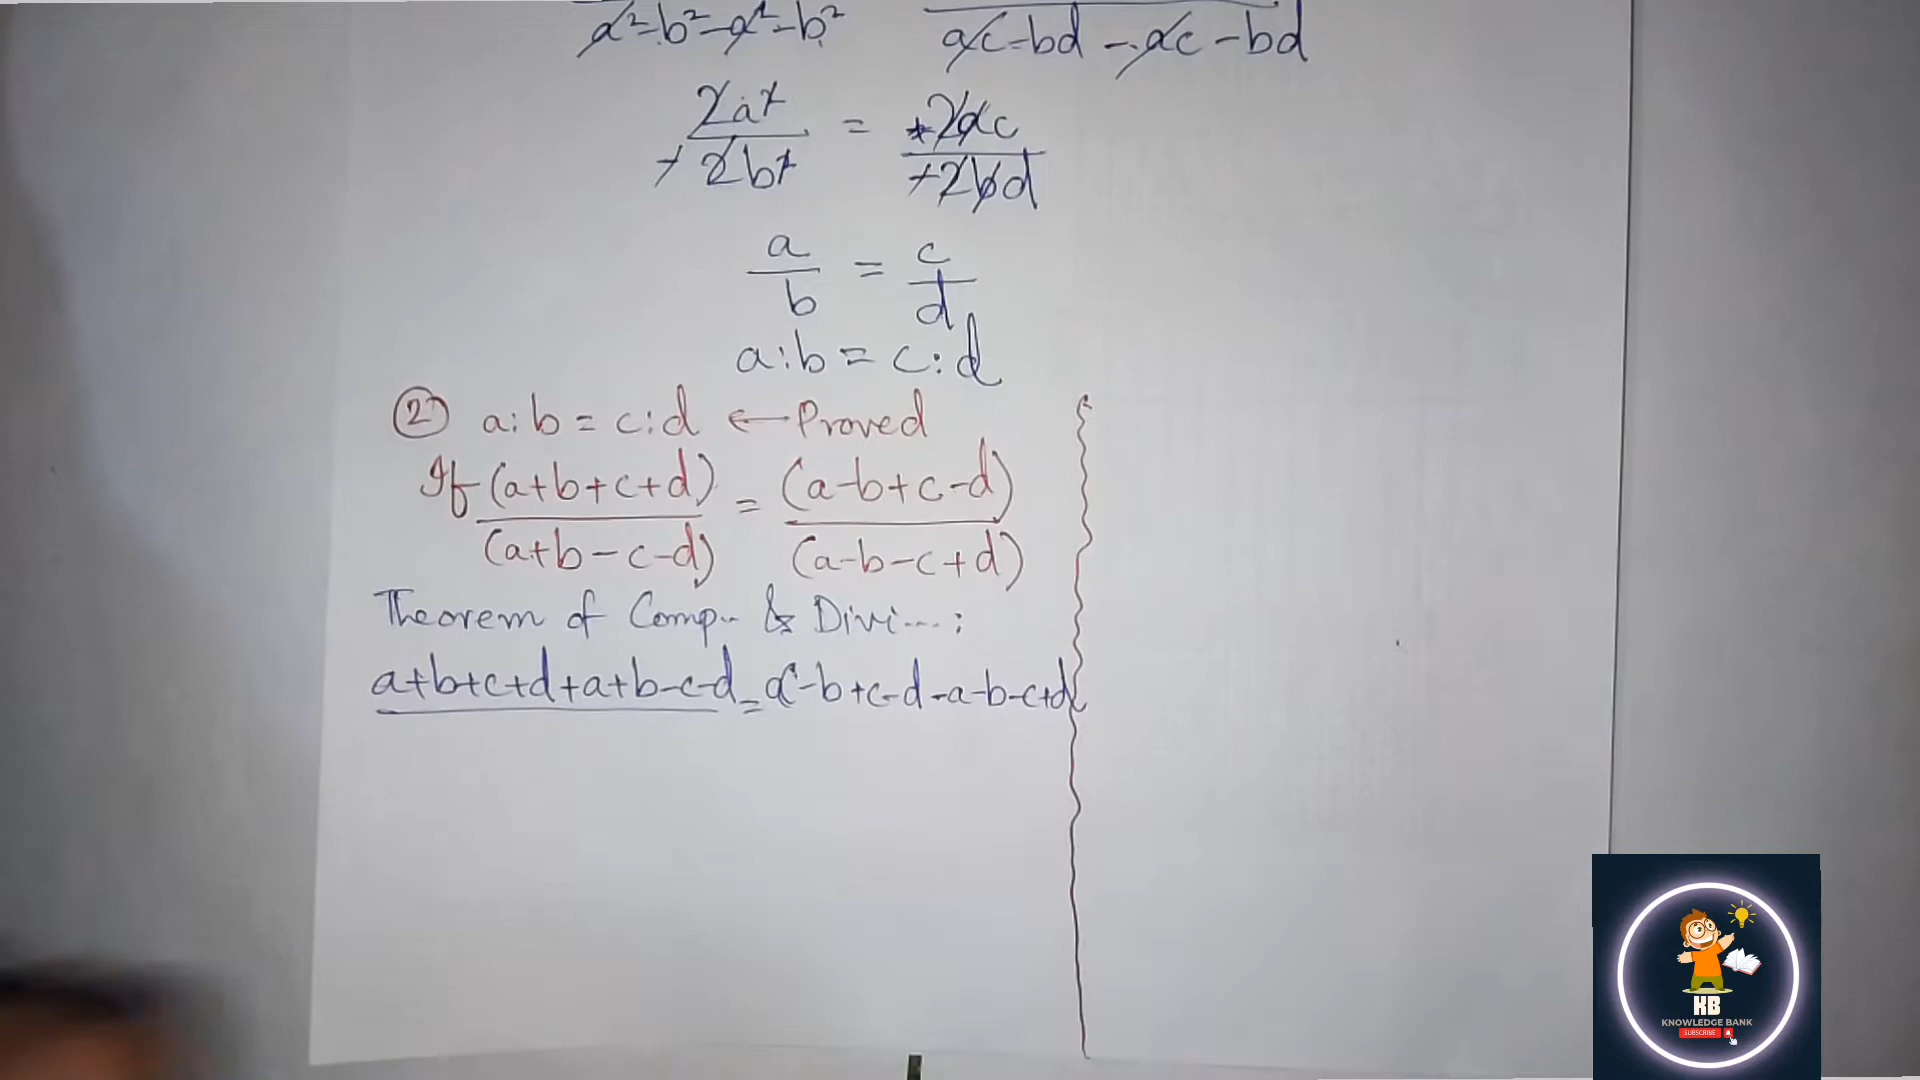 a²-b²-a²-b² ac-bd-ac-bd
2a² = +2ac
+2b² +2bd
a = c
b d
a:b = c:d
② a:b = c:d ← Proved
If (a+b+c+d) = (a-b+c-d)
(a+b-c-d) (a-b-c+d)
Theorem of Comp.. & Divi...:
a+b+c+d+a+b-c-d = a-b+c-d-a-b-c+d
KB
KNOWLEDGE BANK
SUBSCRIBE